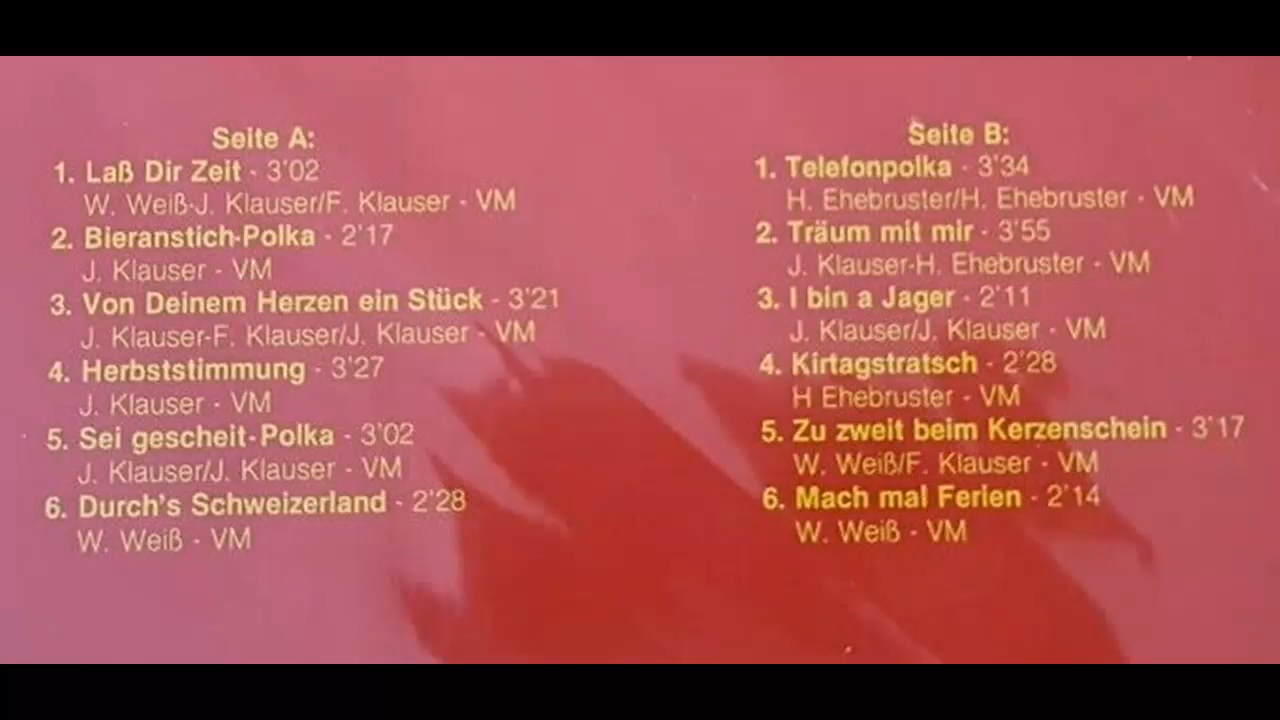 Seite A:
1. Laß Dir Zeit - 3'02
W. Weiß-J. Klauser/F. Klauser - VM
2. Bieranstich-Polka - 2'17
J. Klauser - VM
3. Von Deinem Herzen ein Stück - 3'21
J. Klauser-F. Klauser/J. Klauser - VM
4. Herbststimmung - 3'27
J. Klauser - VM
5. Sei gescheit-Polka - 3'02
J. Klauser/J. Klauser - VM
6. Durch's Schweizerland - 2'28
W. Weiß - VM
Seite B:
1. Telefonpolka - 3'34
H. Ehebruster/H. Ehebruster - VM
2. Träum mit mir - 3'55
J. Klauser-H. Ehebruster - VM
3. I bin a Jager - 2'11
J. Klauser/J. Klauser - VM
4. Kirtagstratsch - 2'28
H Ehebruster - VM
5. Zu zweit beim Kerzenschein - 3'17
W. Weiß/F. Klauser - VM
6. Mach mal Ferien - 2'14
W. Weiß - VM